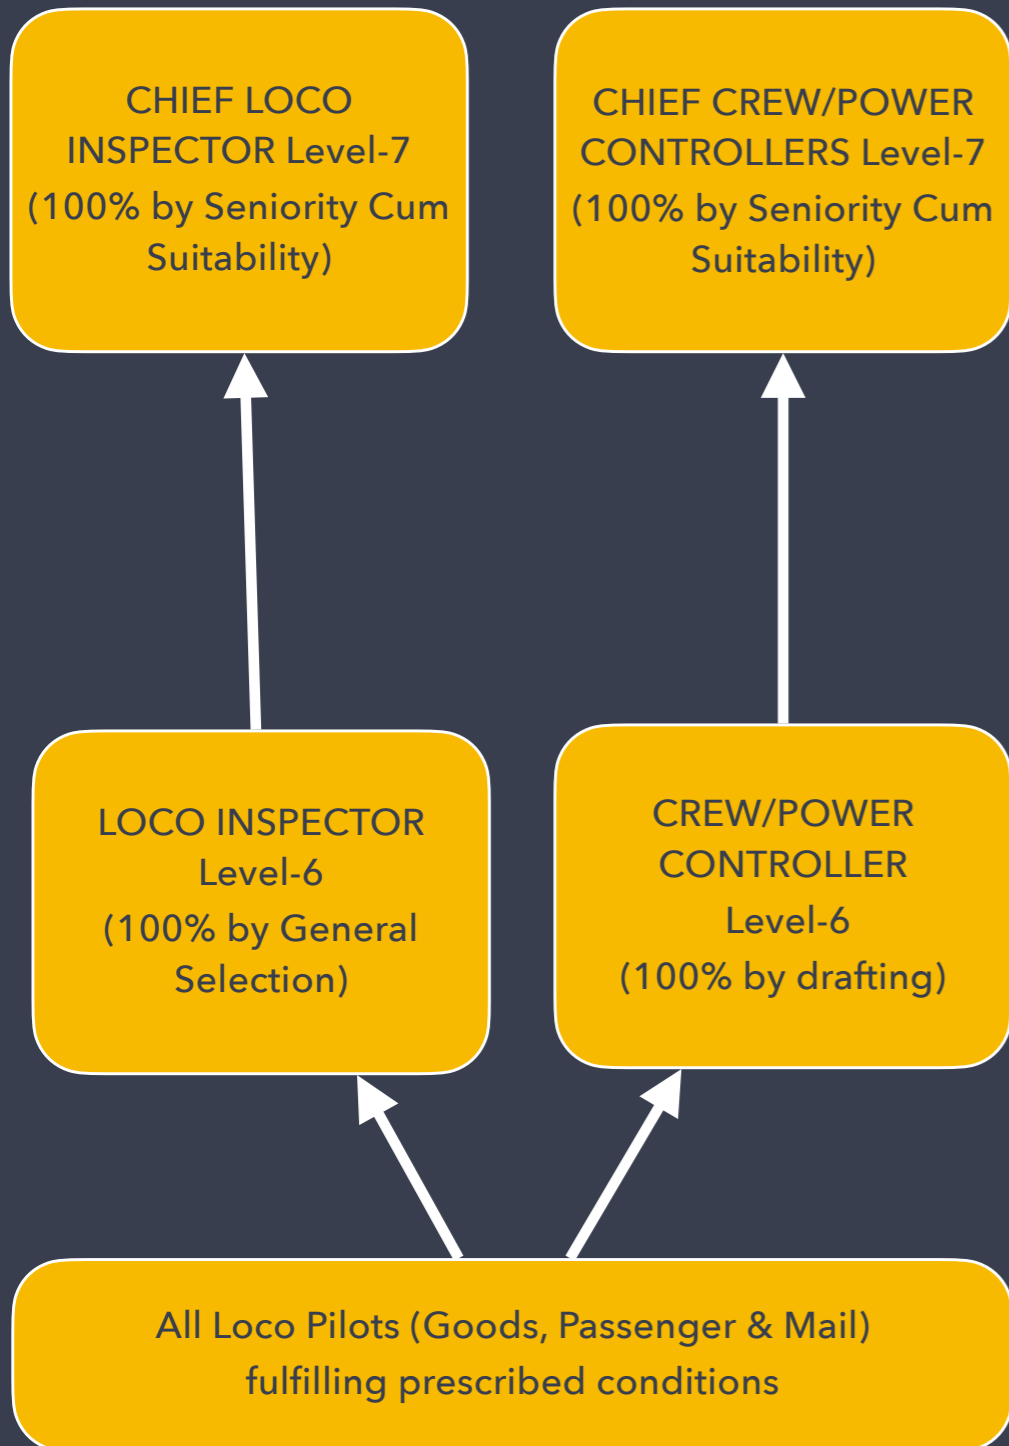 CHIEF LOCO
INSPECTOR Level-7
(100% by Seniority Cum
Suitability)
CHIEF CREW/POWER
CONTROLLERS Level-7
(100% by Seniority Cum
Suitability)
LOCO INSPECTOR
Level-6
(100% by General
Selection)
CREW/POWER
CONTROLLER
Level-6
(100% by drafting)
All Loco Pilots (Goods, Passenger & Mail)
fulfilling prescribed conditions